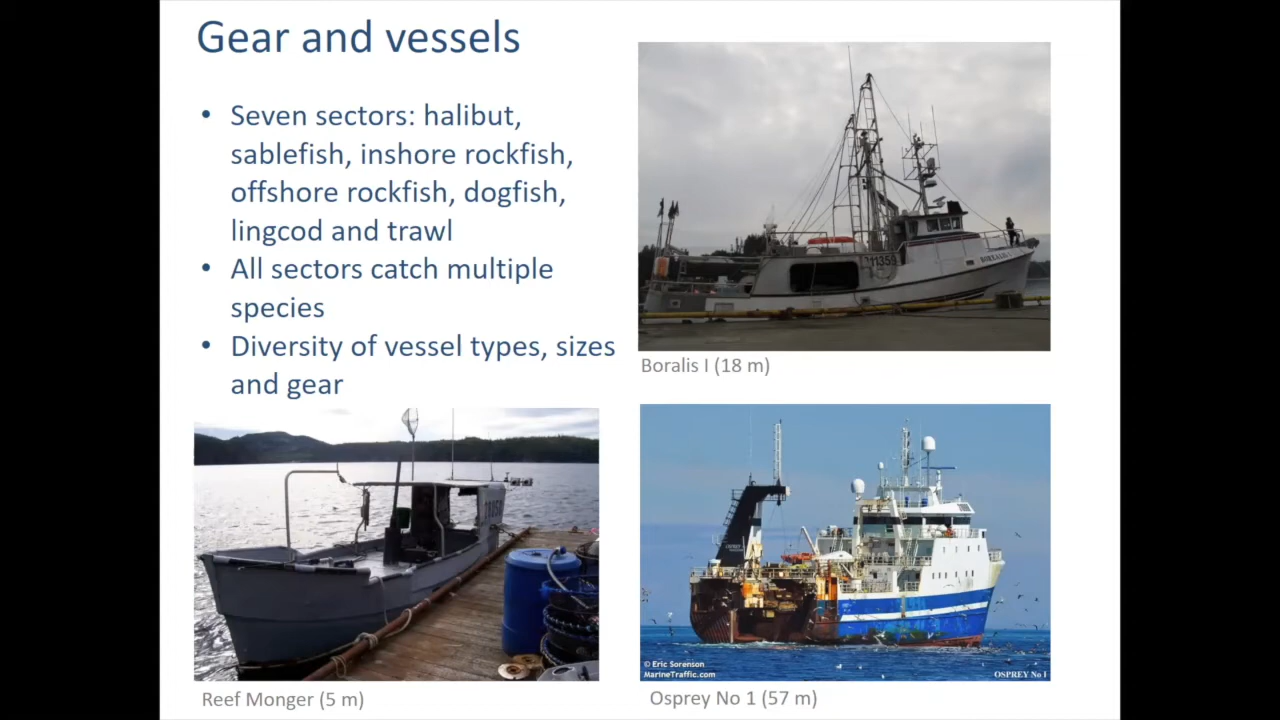 Gear and vessels
• Seven sectors: halibut,
sablefish, inshore rockfish,
offshore rockfish, dogfish,
lingcod and trawl
• All sectors catch multiple
species
• Diversity of vessel types, sizes
and gear
Boralis I (18 m)
Reef Monger (5 m)
© Eric Sorenson
MarineTraffic.com
OSPREY No 1
Osprey No 1 (57 m)